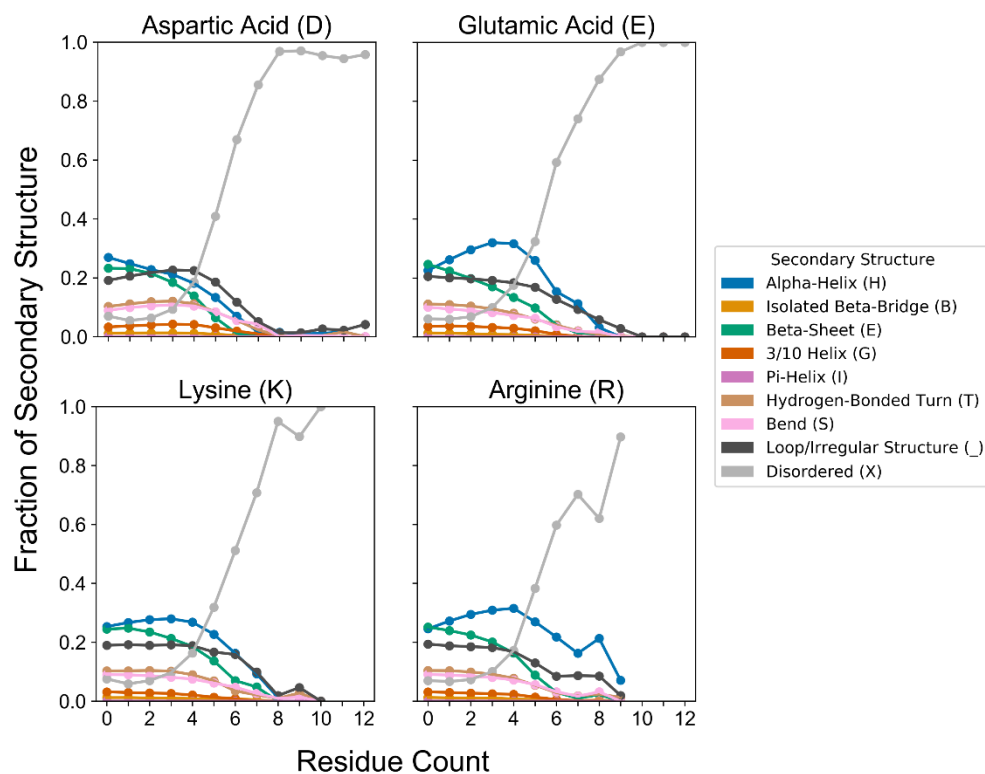 Aspartic Acid (D)
Glutamic Acid (E)
1.0
0.8
0.6
0.4
0.2
0.0
Lysine (K)
Arginine (R)
1.0
0.8
0.6
0.4
0.2
0.0
0 2 4 6 8 10 12
0 2 4 6 8 10 12
Fraction of Secondary Structure
Residue Count
Secondary Structure
Alpha-Helix (H)
Isolated Beta-Bridge (B)
Beta-Sheet (E)
3/10 Helix (G)
Pi-Helix (I)
Hydrogen-Bonded Turn (T)
Bend (S)
Loop/Irregular Structure (_)
Disordered (X)